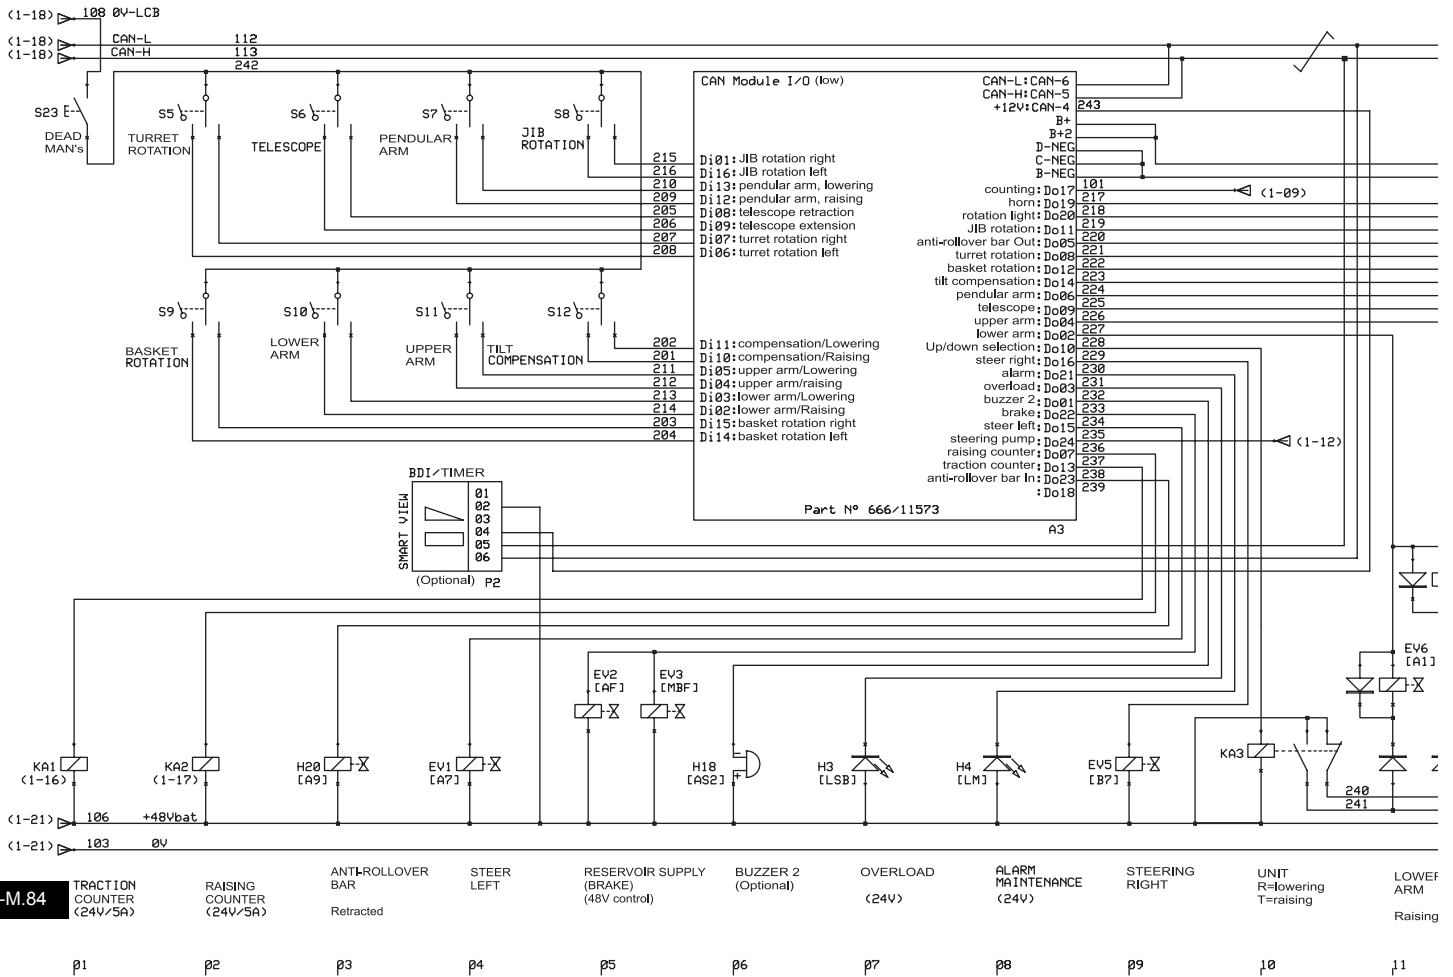 (1-18) 108 0V-LCB
(1-18) CAN-L 112
(1-18) CAN-H 113
242
S23
DEAD
MAN's
S5
TURRET
ROTATION
S6
TELESCOPE
S7
PENDULAR
ARM
S8
JIB
ROTATION
CAN Module I/O (low)
CAN-L:CAN-6
CAN-H:CAN-5
+12V:CAN-4 243
B+
B+2
D-NEG
C-NEG
B-NEG
215 Di01:JIB rotation right
216 Di16:JIB rotation left
210 Di13:pendular arm, lowering
209 Di12:pendular arm, raising
205 Di08:telescope retraction
206 Di09:telescope extension
207 Di07:turret rotation right
208 Di06:turret rotation left
counting:Do17 101 (1-09)
horn:Do19 217
rotation light:Do20 218
JIB rotation:Do11 219
anti-rollover bar Out:Do05 220
turret rotation:Do08 221
basket rotation:Do12 222
tilt compensation:Do14 223
pendular arm:Do06 224
telescope:Do09 225
upper arm:Do04 226
lower arm:Do02 227
Up/down selection:Do10 228
steer right:Do16 229
alarm:Do21 230
overload:Do03 231
buzzer 2:Do01 232
brake:Do22 233
steer left:Do15 234
steering pump:Do24 235 (1-12)
raising counter:Do07 236
traction counter:Do13 237
anti-rollover bar In:Do23 238
:Do18 239
S9
BASKET
ROTATION
S10
LOWER
ARM
S11
UPPER
ARM
S12
TILT
COMPENSATION
202 Di11:compensation/Lowering
201 Di10:compensation/Raising
211 Di05:upper arm/Lowering
212 Di04:upper arm/raising
213 Di03:lower arm/Lowering
214 Di02:lower arm/Raising
203 Di15:basket rotation right
204 Di14:basket rotation left
Part Nº 666/11573
A3
BDI/TIMER
SMART VIEW
01
02
03
04
05
06
(Optional) P2
EV2
[AF]
EV3
[MBF]
EV6
[A1]
KA1
(1-16)
KA2
(1-17)
H20
[A9]
EV1
[A7]
H18
[AS2]
H3
[LSB]
H4
[LM]
EV5
[B7]
KA3
240
241
(1-21) 106 +48Vbat
(1-21) 103 0V
-M.84
TRACTION
COUNTER
(24V/5A)
RAISING
COUNTER
(24V/5A)
ANTI-ROLLOVER
BAR
Retracted
STEER
LEFT
RESERVOIR SUPPLY
(BRAKE)
(48V control)
BUZZER 2
(Optional)
OVERLOAD
(24V)
ALARM
MAINTENANCE
(24V)
STEERING
RIGHT
UNIT
R=lowering
T=raising
LOWER
ARM
Raising
01 02 03 04 05 06 07 08 09 10 11